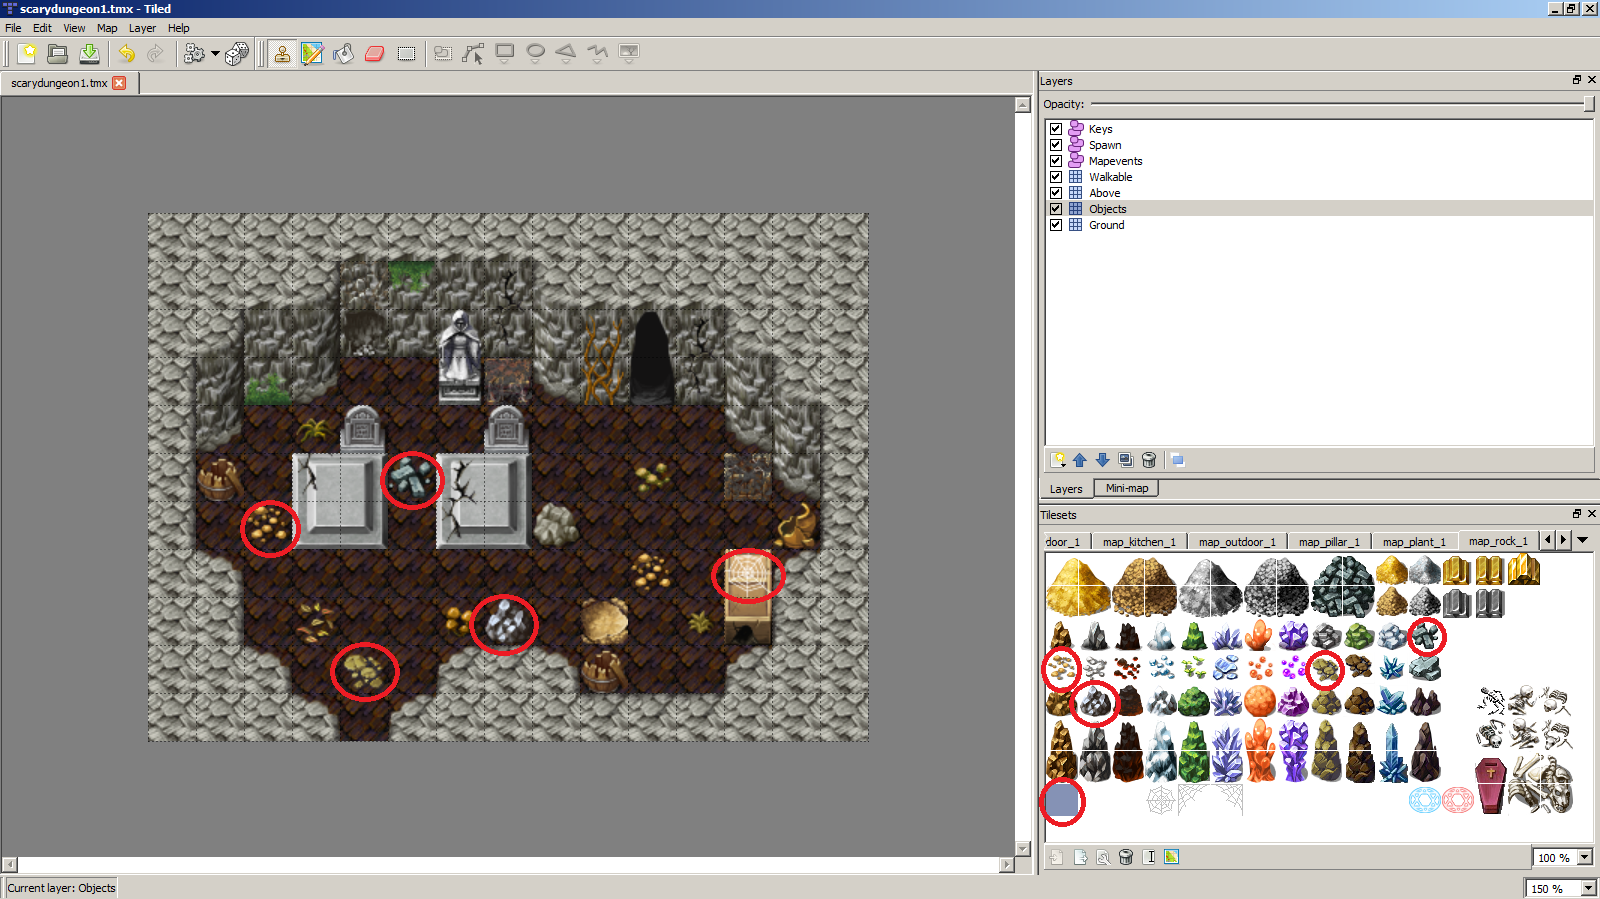 scarydungeon1.tmx - Tiled
File Edit View Map Layer Help
scarydungeon1.tmx
Layers
Opacity:
Keys
Spawn
Mapevents
Walkable
Above
Objects
Ground
Layers Mini-map
Tilesets
door_1 map_kitchen_1 map_outdoor_1 map_pillar_1 map_plant_1 map_rock_1
100 %
Current layer: Objects
150 %